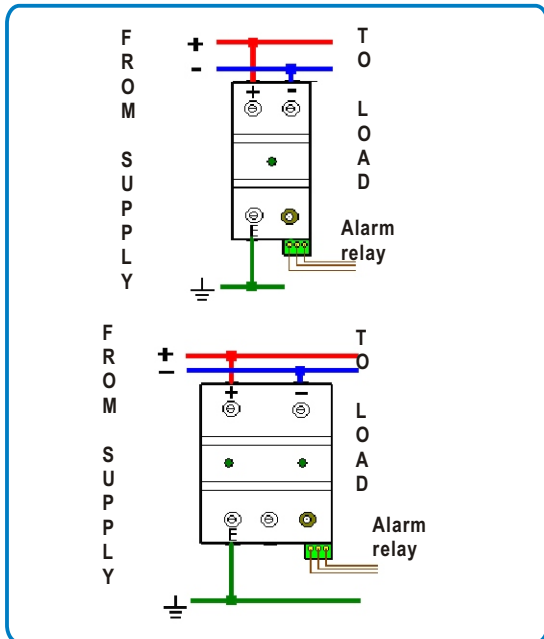 FROM SUPPLY
+
-
TO LOAD
+ -
E
Alarm
relay
FROM SUPPLY
+
–
TO LOAD
+ –
E
Alarm
relay